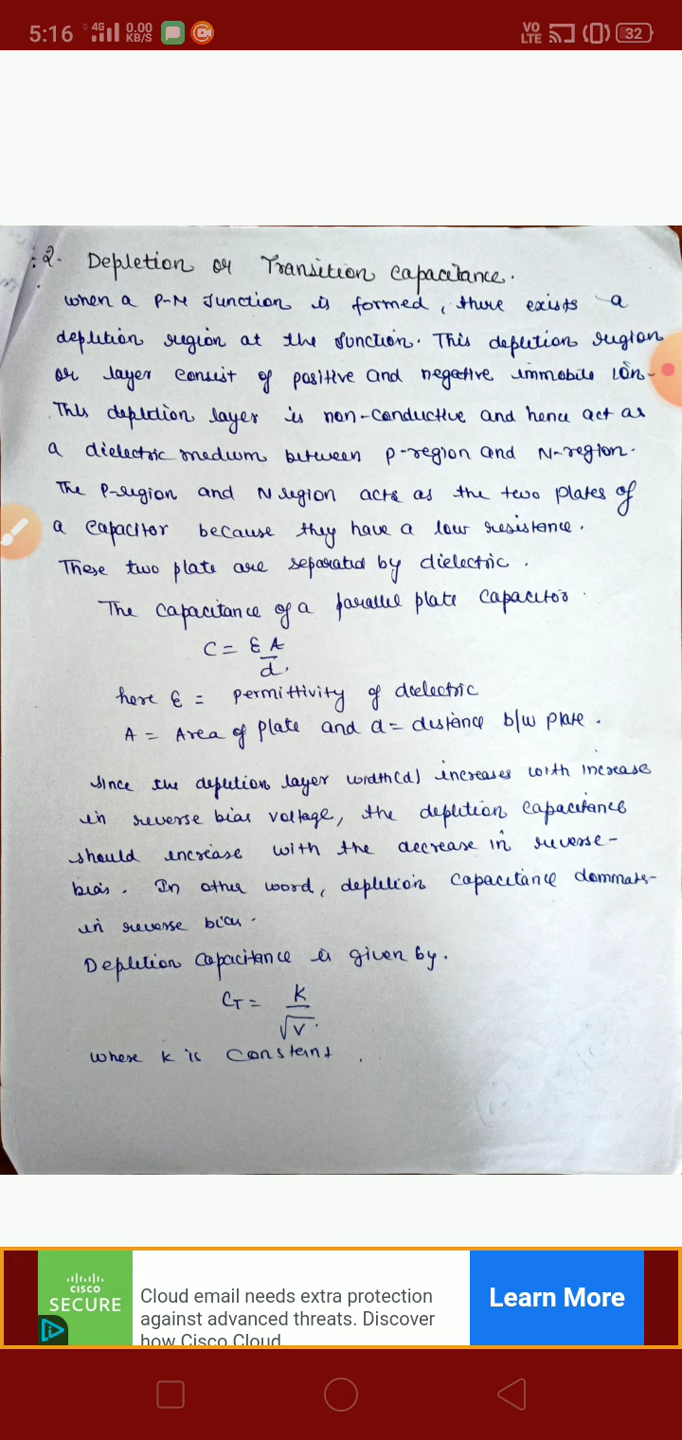 5:16 4G 0.00 KB/S VO LTE 32
:2. Depletion or Transition Capacitance.
when a P-N Junction is formed, there exists a
depletion region at the Junction. This depletion region
or layer consist of positive and negative immobile ion-
This depletion layer is non-conductive and hence act as
a dielectric medium between P-region and N-region.
The P-region and N region acts as the two plates of
a capacitor because they have a low resistance.
These two plate are separated by dielectric.
The capacitance of a parallel plate capacitor
C = εA/d.
here ε = permittivity of dielectric
A = Area of plate and d = distance b/w plate.
Since the depletion layer width (d) increases with increase
in reverse bias voltage, the depletion capacitance
should increase with the decrease in reverse-
bias. In other word, depletion capacitance dommats-
in reverse bias.
Depletion Capacitance is given by.
CT = K/√V.
where k is constant.
CISCO
SECURE
Cloud email needs extra protection
against advanced threats. Discover
how Cisco Cloud
Learn More